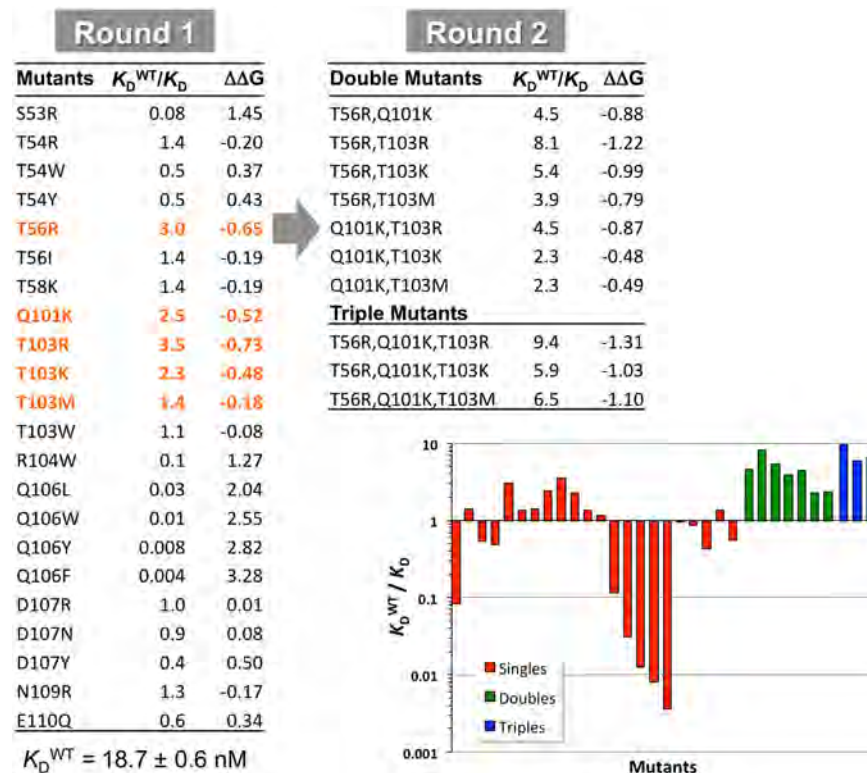 Round 1
Mutants K_D^WT/K_D ΔΔG
S53R 0.08 1.45
T54R 1.4 -0.20
T54W 0.5 0.37
T54Y 0.5 0.43
T56R 3.0 -0.65
T56I 1.4 -0.19
T58K 1.4 -0.19
Q101K 2.5 -0.52
T103R 3.5 -0.73
T103K 2.3 -0.48
T103M 1.4 -0.18
T103W 1.1 -0.08
R104W 0.1 1.27
Q106L 0.03 2.04
Q106W 0.01 2.55
Q106Y 0.008 2.82
Q106F 0.004 3.28
D107R 1.0 0.01
D107N 0.9 0.08
D107Y 0.4 0.50
N109R 1.3 -0.17
E110Q 0.6 0.34
K_D^WT = 18.7 ± 0.6 nM
Round 2
Double Mutants K_D^WT/K_D ΔΔG
T56R,Q101K 4.5 -0.88
T56R,T103R 8.1 -1.22
T56R,T103K 5.4 -0.99
T56R,T103M 3.9 -0.79
Q101K,T103R 4.5 -0.87
Q101K,T103K 2.3 -0.48
Q101K,T103M 2.3 -0.49
Triple Mutants
T56R,Q101K,T103R 9.4 -1.31
T56R,Q101K,T103K 5.9 -1.03
T56R,Q101K,T103M 6.5 -1.10
10
1
0.1
0.01
0.001
K_D^WT / K_D
Singles
Doubles
Triples
Mutants